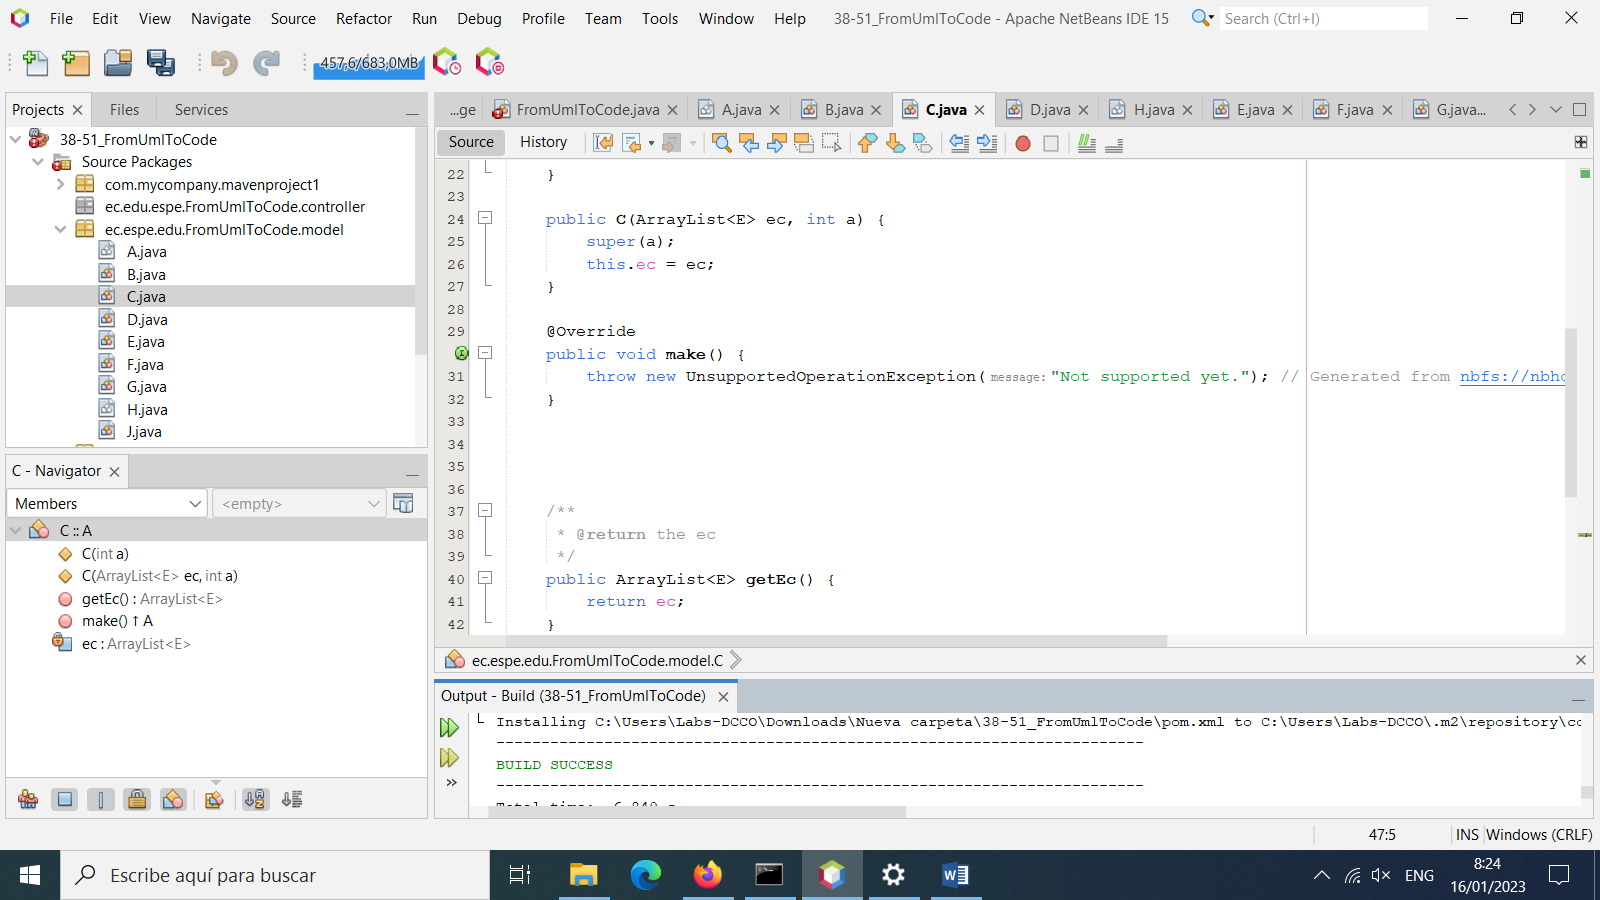 File Edit View Navigate Source Refactor Run Debug Profile Team Tools Window Help 38-51_FromUmlToCode - Apache NetBeans IDE 15 Search (Ctrl+I)
457,6/683,0MB
Projects Files Services
38-51_FromUmlToCode
Source Packages
com.mycompany.mavenproject1
ec.edu.espe.FromUmlToCode.controller
ec.espe.edu.FromUmlToCode.model
A.java
B.java
C.java
D.java
E.java
F.java
G.java
H.java
J.java
C - Navigator
Members <empty>
C :: A
C(int a)
C(ArrayList<E> ec, int a)
getEc() : ArrayList<E>
make() ↑ A
ec : ArrayList<E>
...ge FromUmlToCode.java A.java B.java C.java D.java H.java E.java F.java G.java...
Source History
22 }
23
24 public C(ArrayList<E> ec, int a) {
25 super(a);
26 this.ec = ec;
27 }
28
29 @Override
public void make() {
31 throw new UnsupportedOperationException(message: "Not supported yet."); // Generated from nbfs://nbho
32 }
33
34
35
36
37 /**
38 * @return the ec
39 */
40 public ArrayList<E> getEc() {
41 return ec;
42 }
ec.espe.edu.FromUmlToCode.model.C
Output - Build (38-51_FromUmlToCode)
Installing C:\Users\Labs-DCCO\Downloads\Nueva carpeta\38-51_FromUmlToCode\pom.xml to C:\Users\Labs-DCCO\.m2\repository\co
------------------------------------------------------------------------
BUILD SUCCESS
------------------------------------------------------------------------
Total time: 6.840 s
47:5 INS Windows (CRLF)
Escribe aquí para buscar
ENG
8:24
16/01/2023